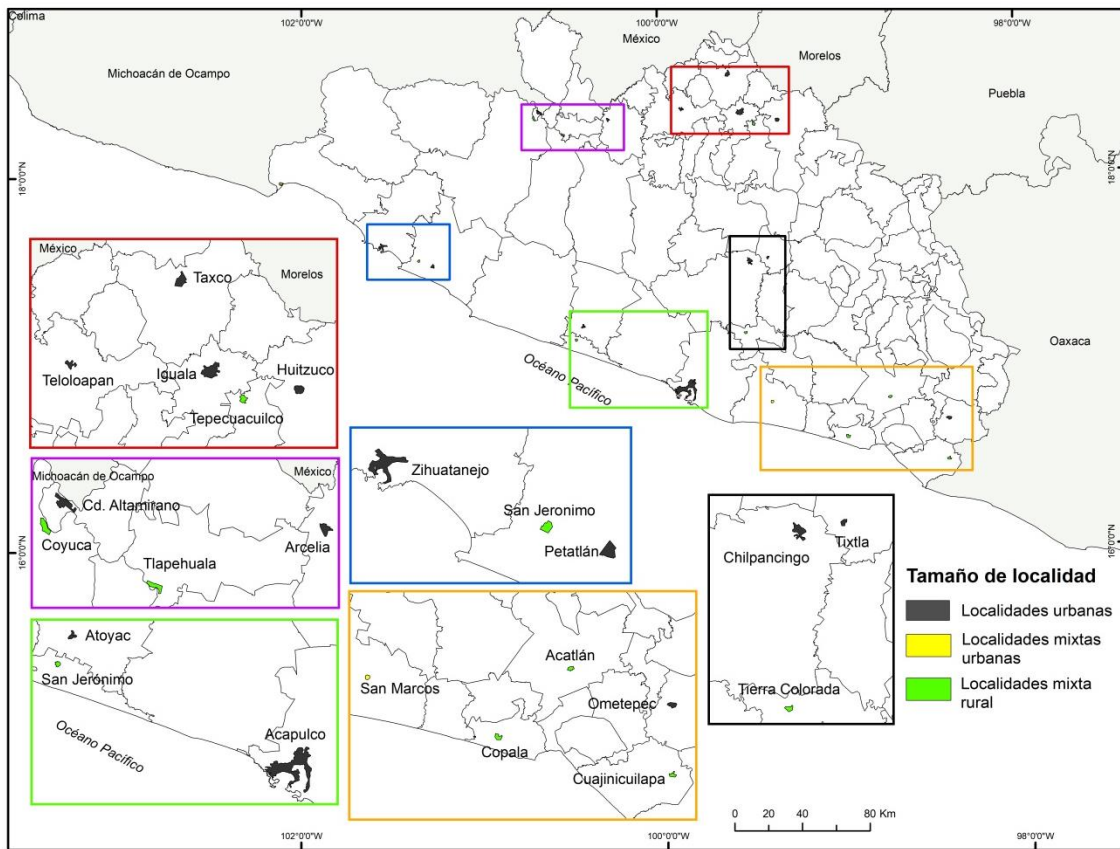 102°0'0"W
100°0'0"W
98°0'0"W
Colima
México
Michoacán de Ocampo
Morelos
Puebla
18°0'0"N
18°0'0"N
México
Taxco
Morelos
Teloloapan
Iguala
Huitzuco
Tepecuacuilco
Océano Pacífico
Oaxaca
Michoacán de Ocampo
México
Cd. Altamirano
Coyuca
Tlapehuala
Arcelia
16°0'0"N
16°0'0"N
Zihuatanejo
San Jeronimo
Petatlán
Chilpancingo
Tixtla
Tierra Colorada
Atoyac
San Jerónimo
Océano Pacífico
Acapulco
San Marcos
Acatlán
Ometepec
Copala
Cuajinicuilapa
Tamaño de localidad
Localidades urbanas
Localidades mixtas
urbanas
Localidades mixta
rural
0 20 40 80 Km
102°0'0"W
100°0'0"W
98°0'0"W